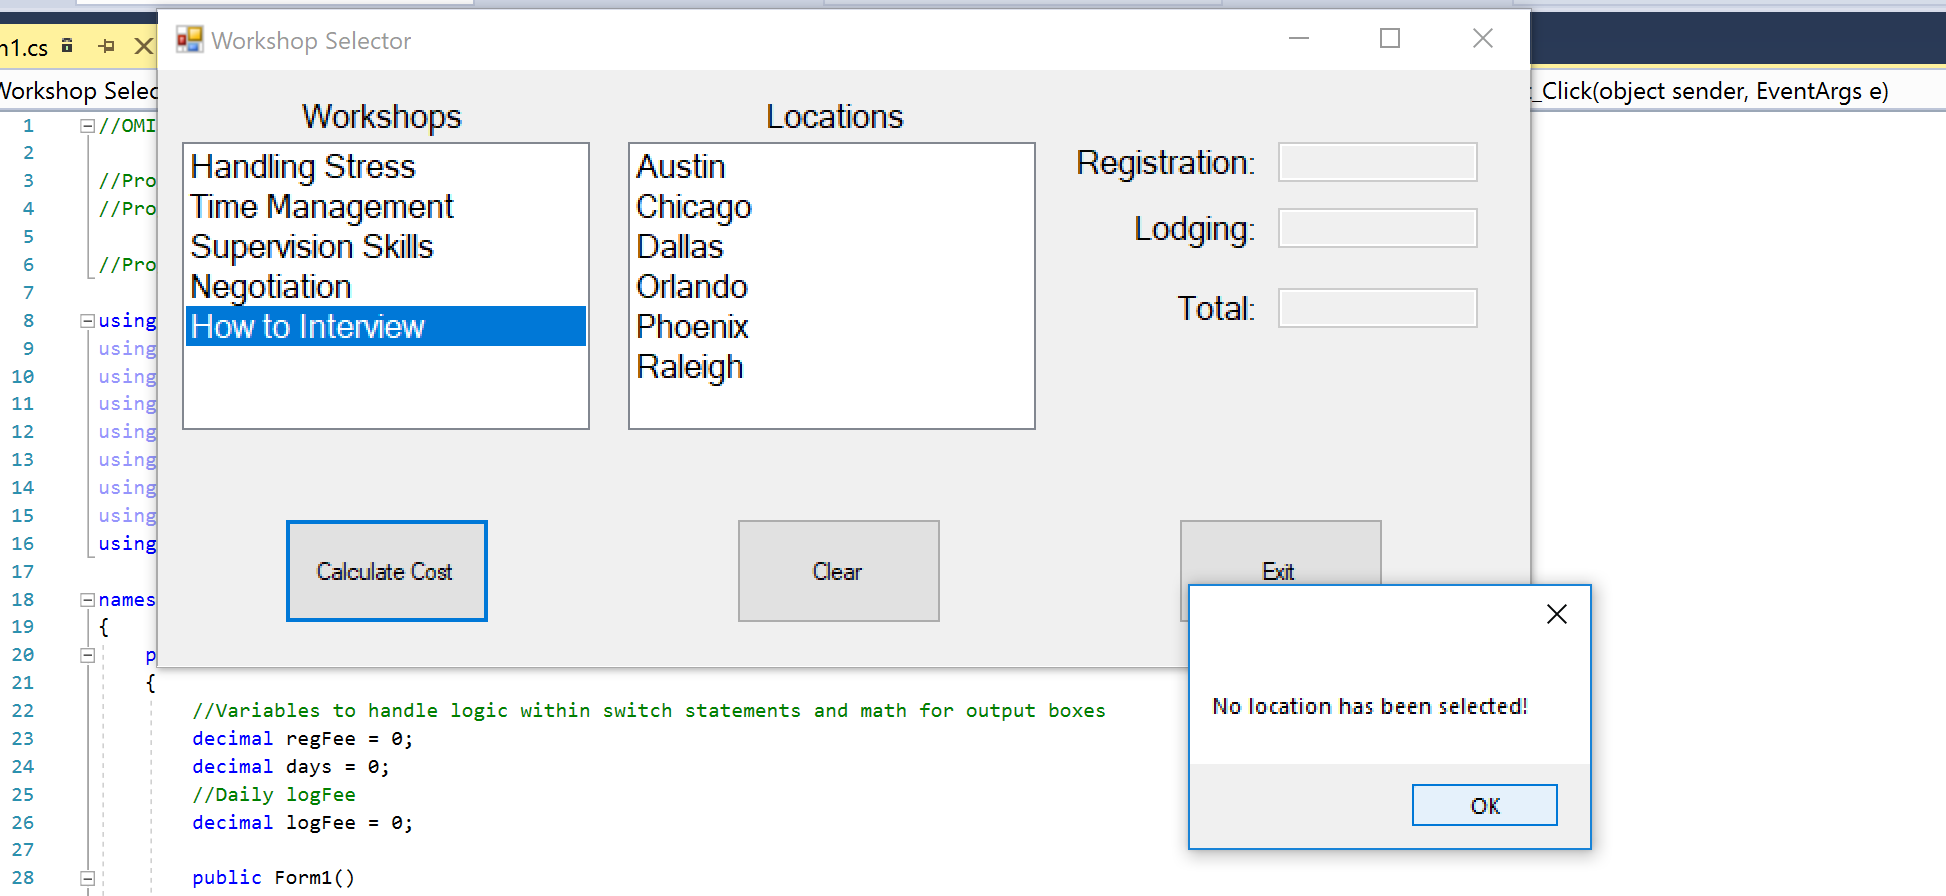 n1.cs
Workshop Selector
Workshop Selec
_Click(object sender, EventArgs e)
Workshops
Handling Stress
Time Management
Supervision Skills
Negotiation
How to Interview
Locations
Austin
Chicago
Dallas
Orlando
Phoenix
Raleigh
Registration:
Lodging:
Total:
Calculate Cost
Clear
Exit
No location has been selected!
OK
1 //OMI
2
3 //Pro
4 //Pro
5
6 //Pro
7
8 using
9 using
10 using
11 using
12 using
13 using
14 using
15 using
16 using
17
18 names
19 {
20 p
21 {
22 //Variables to handle logic within switch statements and math for output boxes
23 decimal regFee = 0;
24 decimal days = 0;
25 //Daily logFee
26 decimal logFee = 0;
27
28 public Form1()